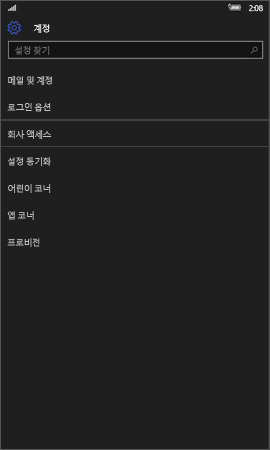 2:08
계정
설정 찾기
메일 및 계정
로그인 옵션
회사 액세스
설정 동기화
어린이 코너
앱 코너
프로비전